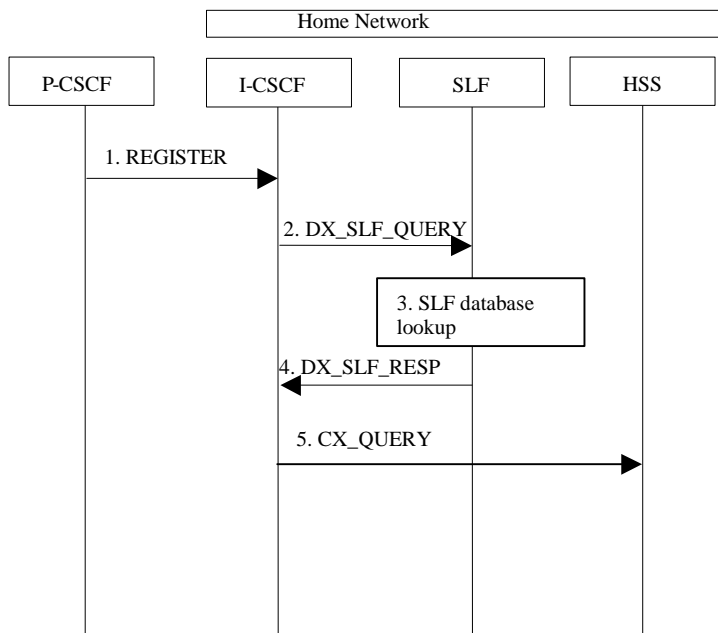 Home Network
P-CSCF
I-CSCF
SLF
HSS
1. REGISTER
2. DX_SLF_QUERY
3. SLF database
lookup
4. DX_SLF_RESP
5. CX_QUERY